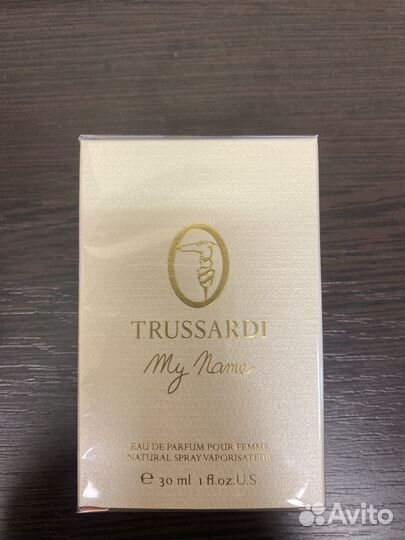 TRUSSARDI
My Name
EAU DE PARFUM POUR FEMME
NATURAL SPRAY VAPORISATEUR
℮ 30 ml 1 fl.oz.U.S.
Avito